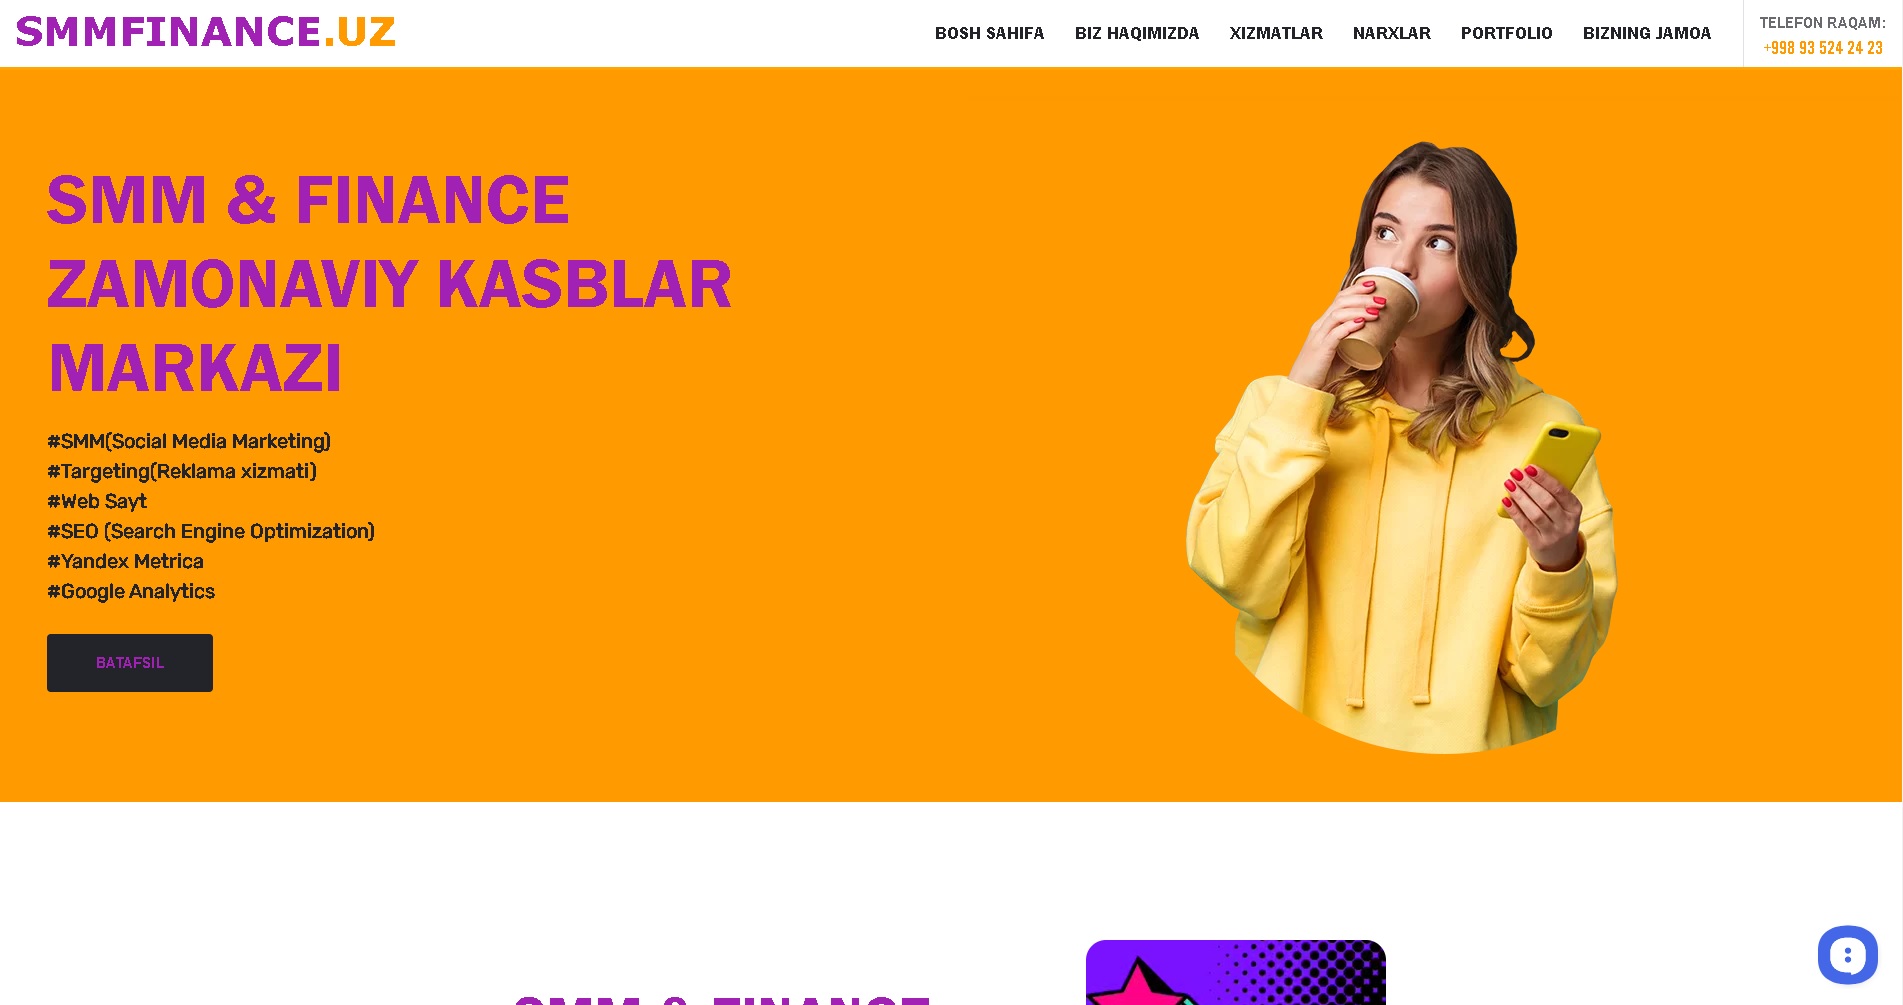 SMMFINANCE.UZ
BOSH SAHIFA
BIZ HAQIMIZDA
XIZMATLAR
NARXLAR
PORTFOLIO
BIZNING JAMOA
TELEFON RAQAM:
+998 93 524 24 23
SMM & FINANCE
ZAMONAVIY KASBLAR
MARKAZI
#SMM(Social Media Marketing)
#Targeting(Reklama xizmati)
#Web Sayt
#SEO (Search Engine Optimization)
#Yandex Metrica
#Google Analytics
BATAFSIL
SMM & FINANCE